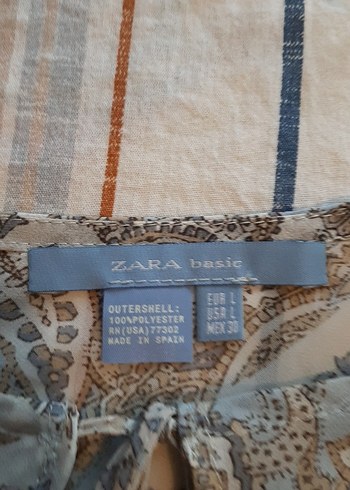 ZARA basic
OUTERSHELL:
100%POLYESTER
RN(USA)77302
MADE IN SPAIN
EUR L
USA L
MEX 30